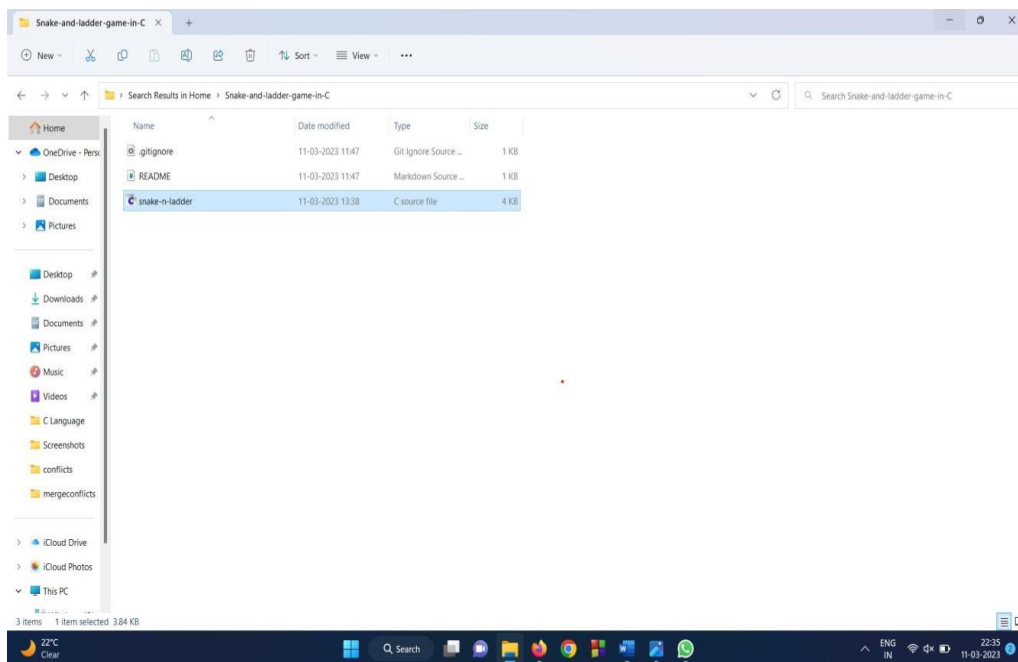 Snake-and-ladder-game-in-C
New
Sort
View
Search Results in Home > Snake-and-ladder-game-in-C
Search Snake-and-ladder-game-in-C
Name Date modified Type Size
.gitignore 11-03-2023 11:47 Git Ignore Source ... 1 KB
README 11-03-2023 11:47 Markdown Source ... 1 KB
snake-n-ladder 11-03-2023 13:38 C source file 4 KB
Home
OneDrive - Perso
Desktop
Documents
Pictures
Desktop
Downloads
Documents
Pictures
Music
Videos
C Language
Screenshots
conflicts
mergeconflicts
iCloud Drive
iCloud Photos
This PC
3 items 1 item selected 3.84 KB
22°C
Clear
Search
ENG
IN
22:35
11-03-2023
2